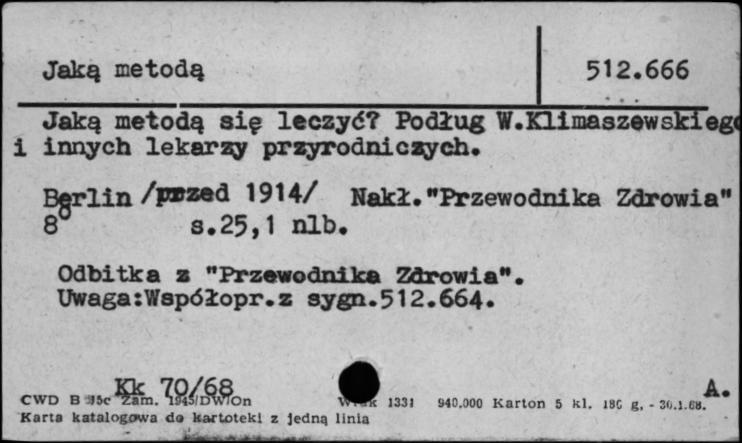 Jaką metodą 512.666
Jaką metodą się leczyć? Podług W.Klimaszewskiego
i innych lekarzy przyrodniczych.
Berlin /przed 1914/ Nakł."Przewodnika Zdrowia"
8° s.25,1 nlb.
Odbitka z "Przewodnika Zdrowia".
Uwaga:Współopr.z sygn.512.664.
Kk 70/68 A.
CWD B 35c Zam. 1945/DW/On 1331 940.000 Karton 5 kl. 180 g, - 30.1.68.
Karta katalogowa do kartoteki z jedną linia